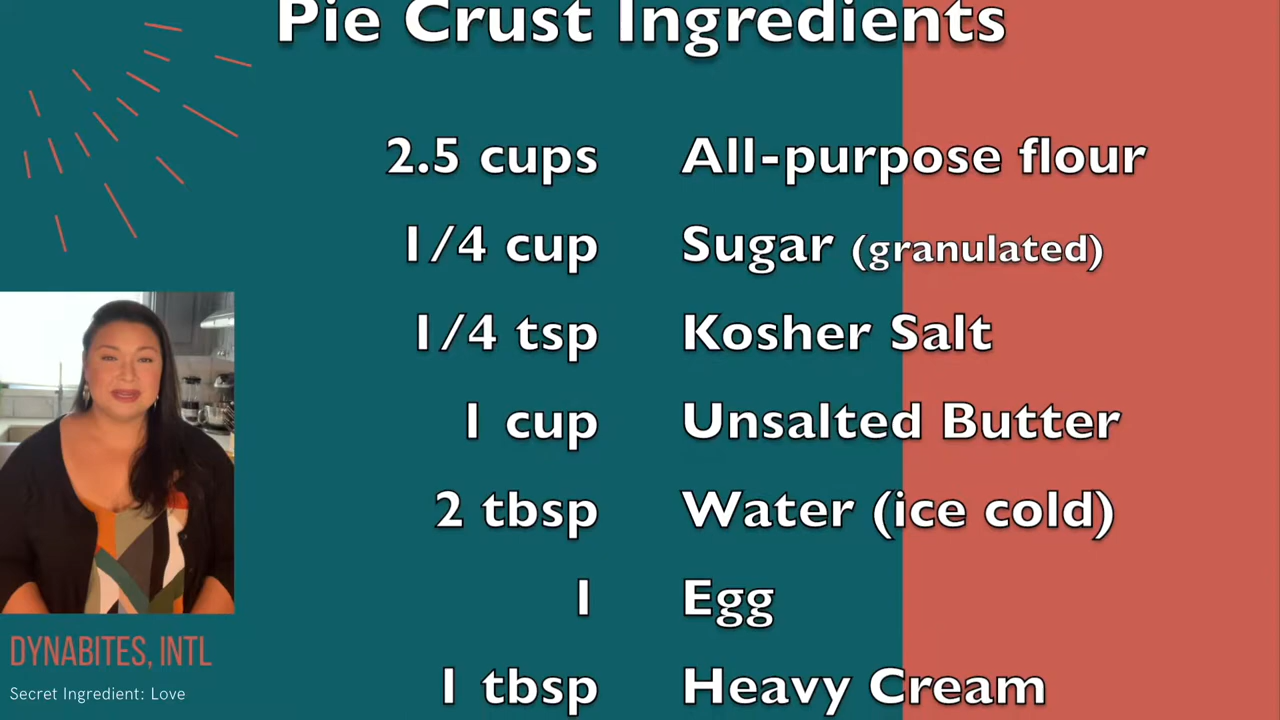 Pie Crust Ingredients
2.5 cups All-purpose flour
1/4 cup Sugar (granulated)
1/4 tsp Kosher Salt
1 cup Unsalted Butter
2 tbsp Water (ice cold)
1 Egg
1 tbsp Heavy Cream
DYNABITES, INTL
Secret Ingredient: Love